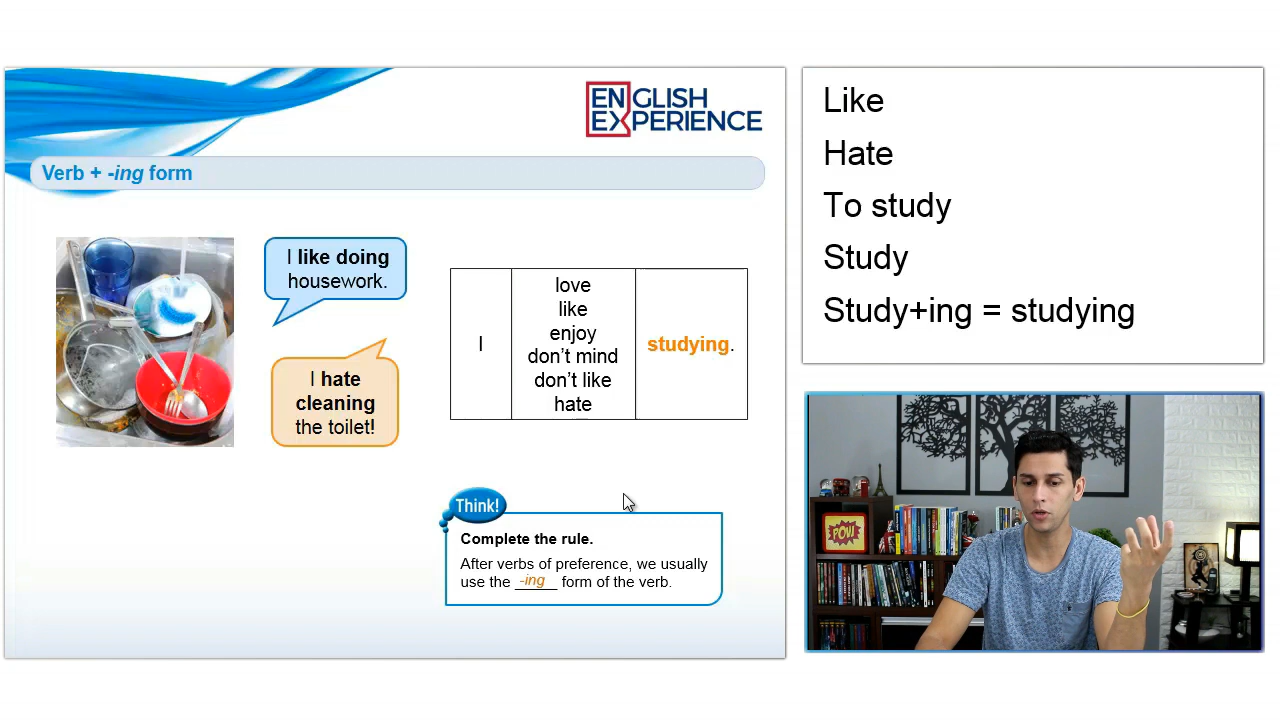 ENGLISH
EXPERIENCE
Verb + -ing form
I like doing
housework.
I hate
cleaning
the toilet!
I
love
like
enjoy
don't mind
don't like
hate
studying.
Think!
Complete the rule.
After verbs of preference, we usually
use the -ing form of the verb.
Like
Hate
To study
Study
Study+ing = studying
POW!